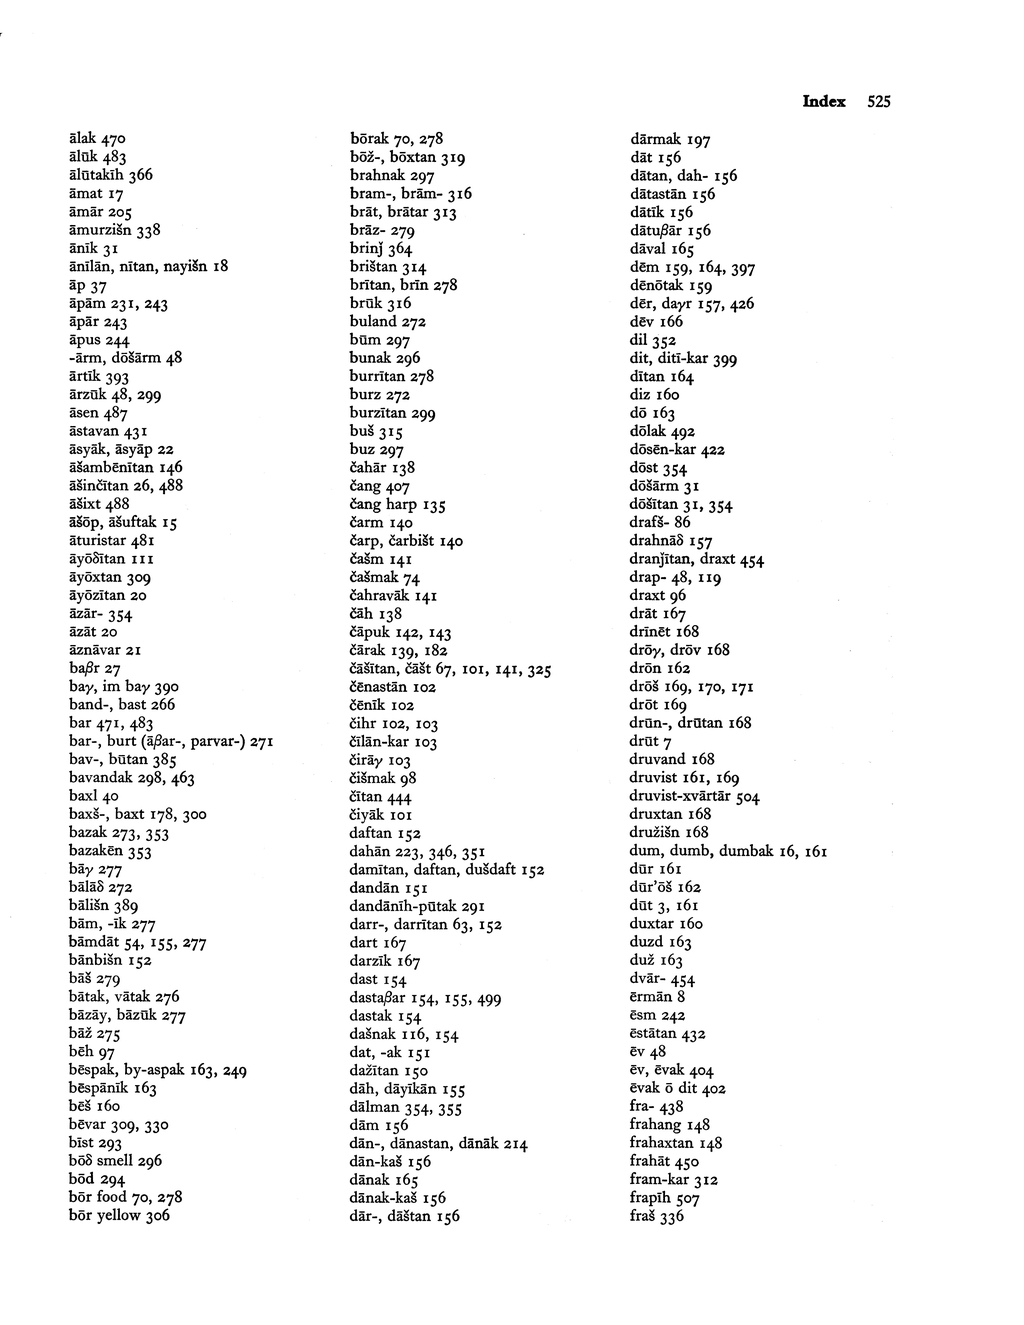 Index 525
ālak 470
ālūk 483
ālūtakīh 366
āmat 17
āmār 205
āmurzišn 338
ānīk 31
ānīlān, nītan, nayišn 18
āp 37
āpām 231, 243
āpār 243
āpus 244
-ārm, dōšārm 48
ārtīk 393
ārzūk 48, 299
āsen 487
āstavan 431
āsyāk, āsyāp 22
āšambēnītan 146
āšinčītan 26, 488
āšixt 488
āšōp, āšuftak 15
āturistar 481
āyōδītan 111
āyōxtan 309
āyōzītan 20
āzār- 354
āzāt 20
āznāvar 21
baβr 27
baγ, im baγ 390
band-, bast 266
bar 471, 483
bar-, burt (āβar-, parvar-) 271
bav-, būtan 385
bavandak 298, 463
baxl 40
baxš-, baxt 178, 300
bazak 273, 353
bazakēn 353
bāγ 277
bālāδ 272
bālišn 389
bām, -īk 277
bāmdāt 54, 155, 277
bānbišn 152
bāš 279
bātak, vātak 276
bāzāy, bāzūk 277
bāž 275
bēh 97
bēspak, by-aspak 163, 249
bēspānīk 163
bēš 160
bēvar 309, 330
bīst 293
bōδ smell 296
bōd 294
bōr food 70, 278
bōr yellow 306
bōrak 70, 278
bōž-, bōxtan 319
brahnak 297
bram-, brām- 316
brāt, brātar 313
brāz- 279
brinj 364
brištan 314
brītan, brīn 278
brūk 316
buland 272
būm 297
bunak 296
burrītan 278
burz 272
burzītan 299
buš 315
buz 297
čahār 138
čang 407
čang harp 135
čarm 140
čarp, čarbišt 140
čašm 141
čašmak 74
čahravāk 141
čāh 138
čāpuk 142, 143
čārak 139, 182
čāšītan, čāšt 67, 101, 141, 325
čēnastān 102
čēnīk 102
čihr 102, 103
čīlān-kar 103
čirāγ 103
čišmak 98
čītan 444
čiyāk 101
daftan 152
dahān 223, 346, 351
damītan, daftan, dušdaft 152
dandān 151
dandānīh-pūtak 291
darr-, darrītan 63, 152
dart 167
darzīk 167
dast 154
dastaβar 154, 155, 499
dastak 154
dašnak 116, 154
dat, -ak 151
dažītan 150
dāh, dāyīkān 155
dālman 354, 355
dām 156
dān-, dānastan, dānāk 214
dān-kaš 156
dānak 165
dānak-kaš 156
dār-, dāštan 156
dārmak 197
dāt 156
dātan, dah- 156
dātastān 156
dātīk 156
dātuβār 156
dāval 165
dēm 159, 164, 397
dēnōtak 159
dēr, dayr 157, 426
dēv 166
dil 352
dit, ditī-kar 399
dītan 164
diz 160
dō 163
dōlak 492
dōsēn-kar 422
dōst 354
dōšārm 31
dōšītan 31, 354
drafš- 86
drahnāδ 157
dranjītan, draxt 454
drap- 48, 119
draxt 96
drāt 167
drīnēt 168
drōγ, drōv 168
drōn 162
drōš 169, 170, 171
drōt 169
drūn-, drūtan 168
drūt 7
druvand 168
druvist 161, 169
druvist-xvārtār 504
druxtan 168
družišn 168
dum, dumb, dumbak 16, 161
dūr 161
dūr'ōš 162
dūt 3, 161
duxtar 160
duzd 163
duž 163
dvār- 454
ērmān 8
ēsm 242
ēstātan 432
ēv 48
ēv, ēvak 404
ēvak ō dit 402
fra- 438
frahang 148
frahaxtan 148
frahāt 450
fram-kar 312
frapīh 507
fraš 336